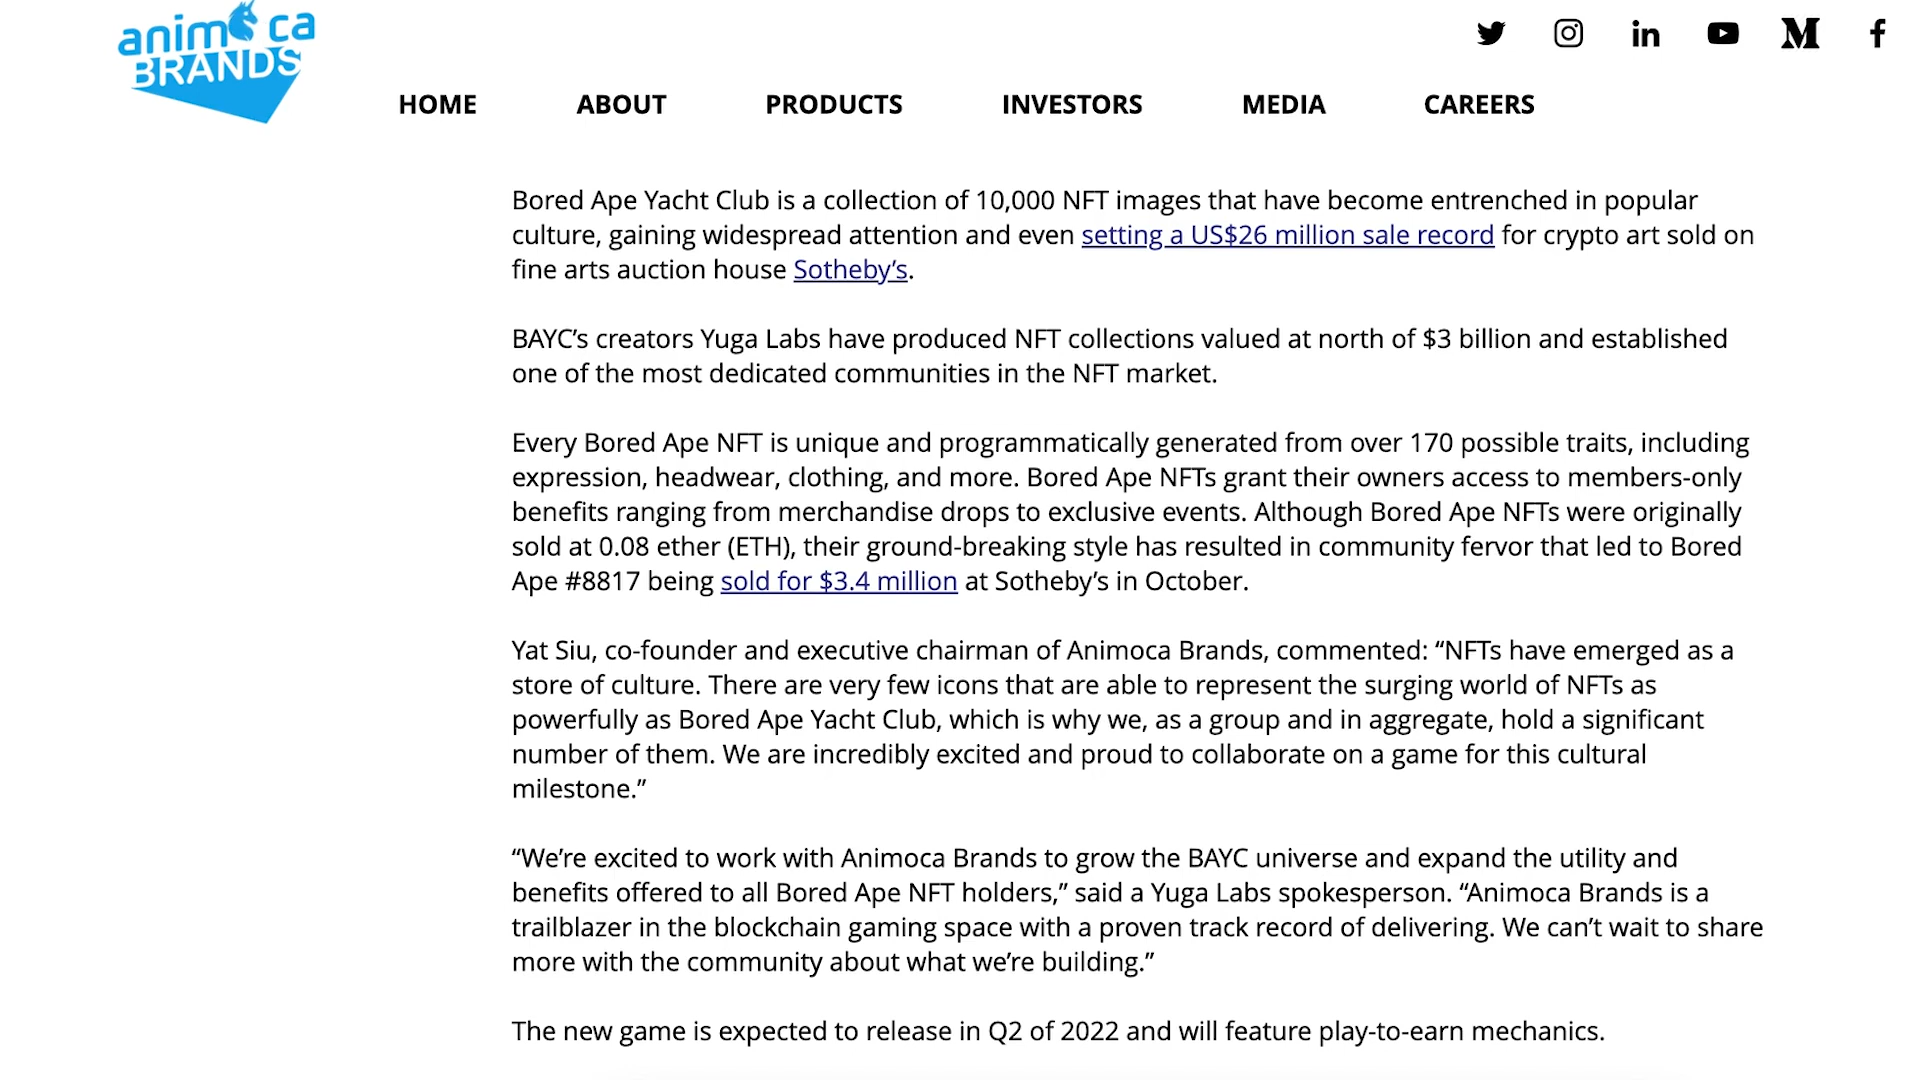 animoca
BRANDS
HOME ABOUT PRODUCTS INVESTORS MEDIA CAREERS
Bored Ape Yacht Club is a collection of 10,000 NFT images that have become entrenched in popular
culture, gaining widespread attention and even setting a US$26 million sale record for crypto art sold on
fine arts auction house Sotheby’s.
BAYC’s creators Yuga Labs have produced NFT collections valued at north of $3 billion and established
one of the most dedicated communities in the NFT market.
Every Bored Ape NFT is unique and programmatically generated from over 170 possible traits, including
expression, headwear, clothing, and more. Bored Ape NFTs grant their owners access to members-only
benefits ranging from merchandise drops to exclusive events. Although Bored Ape NFTs were originally
sold at 0.08 ether (ETH), their ground-breaking style has resulted in community fervor that led to Bored
Ape #8817 being sold for $3.4 million at Sotheby’s in October.
Yat Siu, co-founder and executive chairman of Animoca Brands, commented: “NFTs have emerged as a
store of culture. There are very few icons that are able to represent the surging world of NFTs as
powerfully as Bored Ape Yacht Club, which is why we, as a group and in aggregate, hold a significant
number of them. We are incredibly excited and proud to collaborate on a game for this cultural
milestone.”
“We’re excited to work with Animoca Brands to grow the BAYC universe and expand the utility and
benefits offered to all Bored Ape NFT holders,” said a Yuga Labs spokesperson. “Animoca Brands is a
trailblazer in the blockchain gaming space with a proven track record of delivering. We can’t wait to share
more with the community about what we’re building.”
The new game is expected to release in Q2 of 2022 and will feature play-to-earn mechanics.